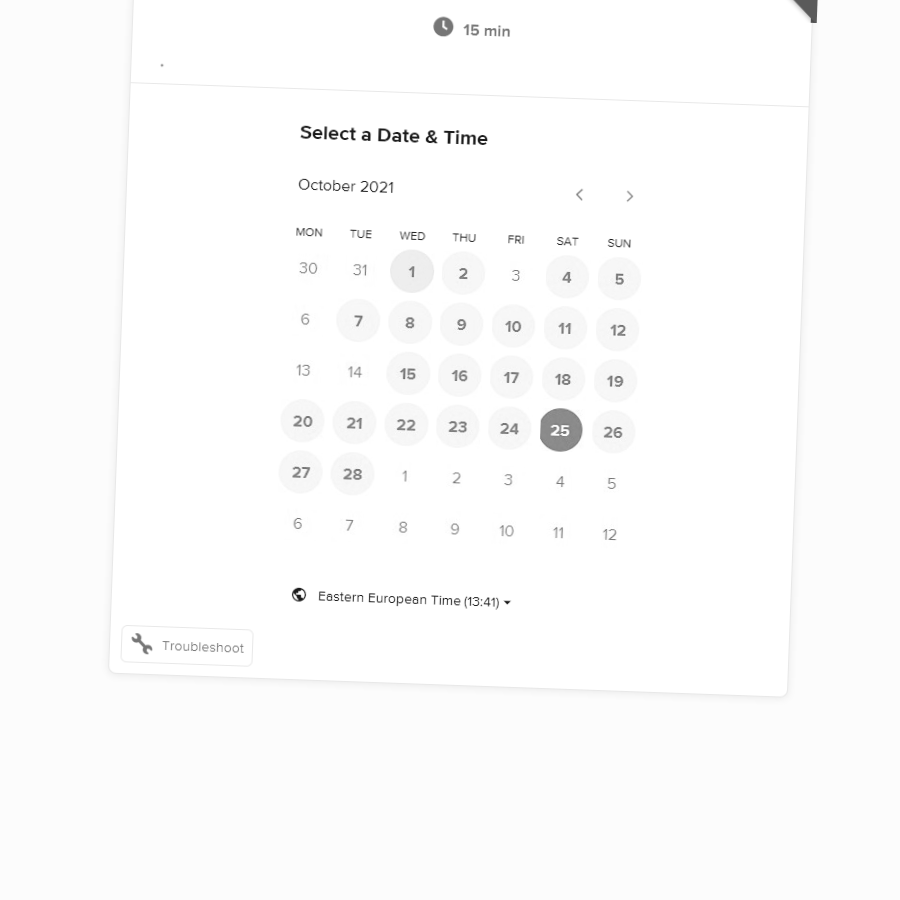 15 min
.
Select a Date & Time
October 2021
MON TUE WED THU FRI SAT SUN
30 31 1 2 3 4 5
6 7 8 9 10 11 12
13 14 15 16 17 18 19
20 21 22 23 24 25 26
27 28 1 2 3 4 5
6 7 8 9 10 11 12
Eastern European Time (13:41)
Troubleshoot